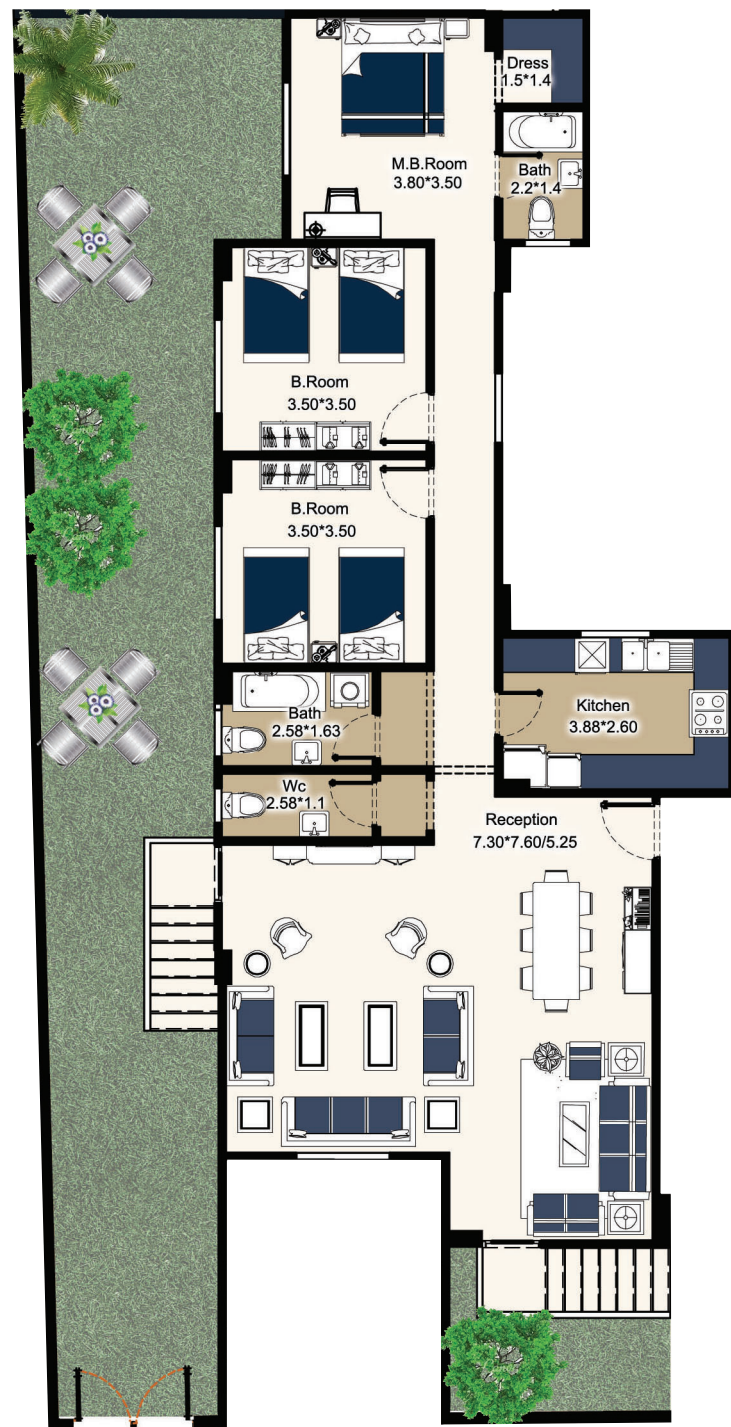 Dress
1.5*1.4
M.B.Room
3.80*3.50
Bath
2.2*1.4
B.Room
3.50*3.50
B.Room
3.50*3.50
Kitchen
3.88*2.60
Bath
2.58*1.63
Wc
2.58*1.1
Reception
7.30*7.60/5.25